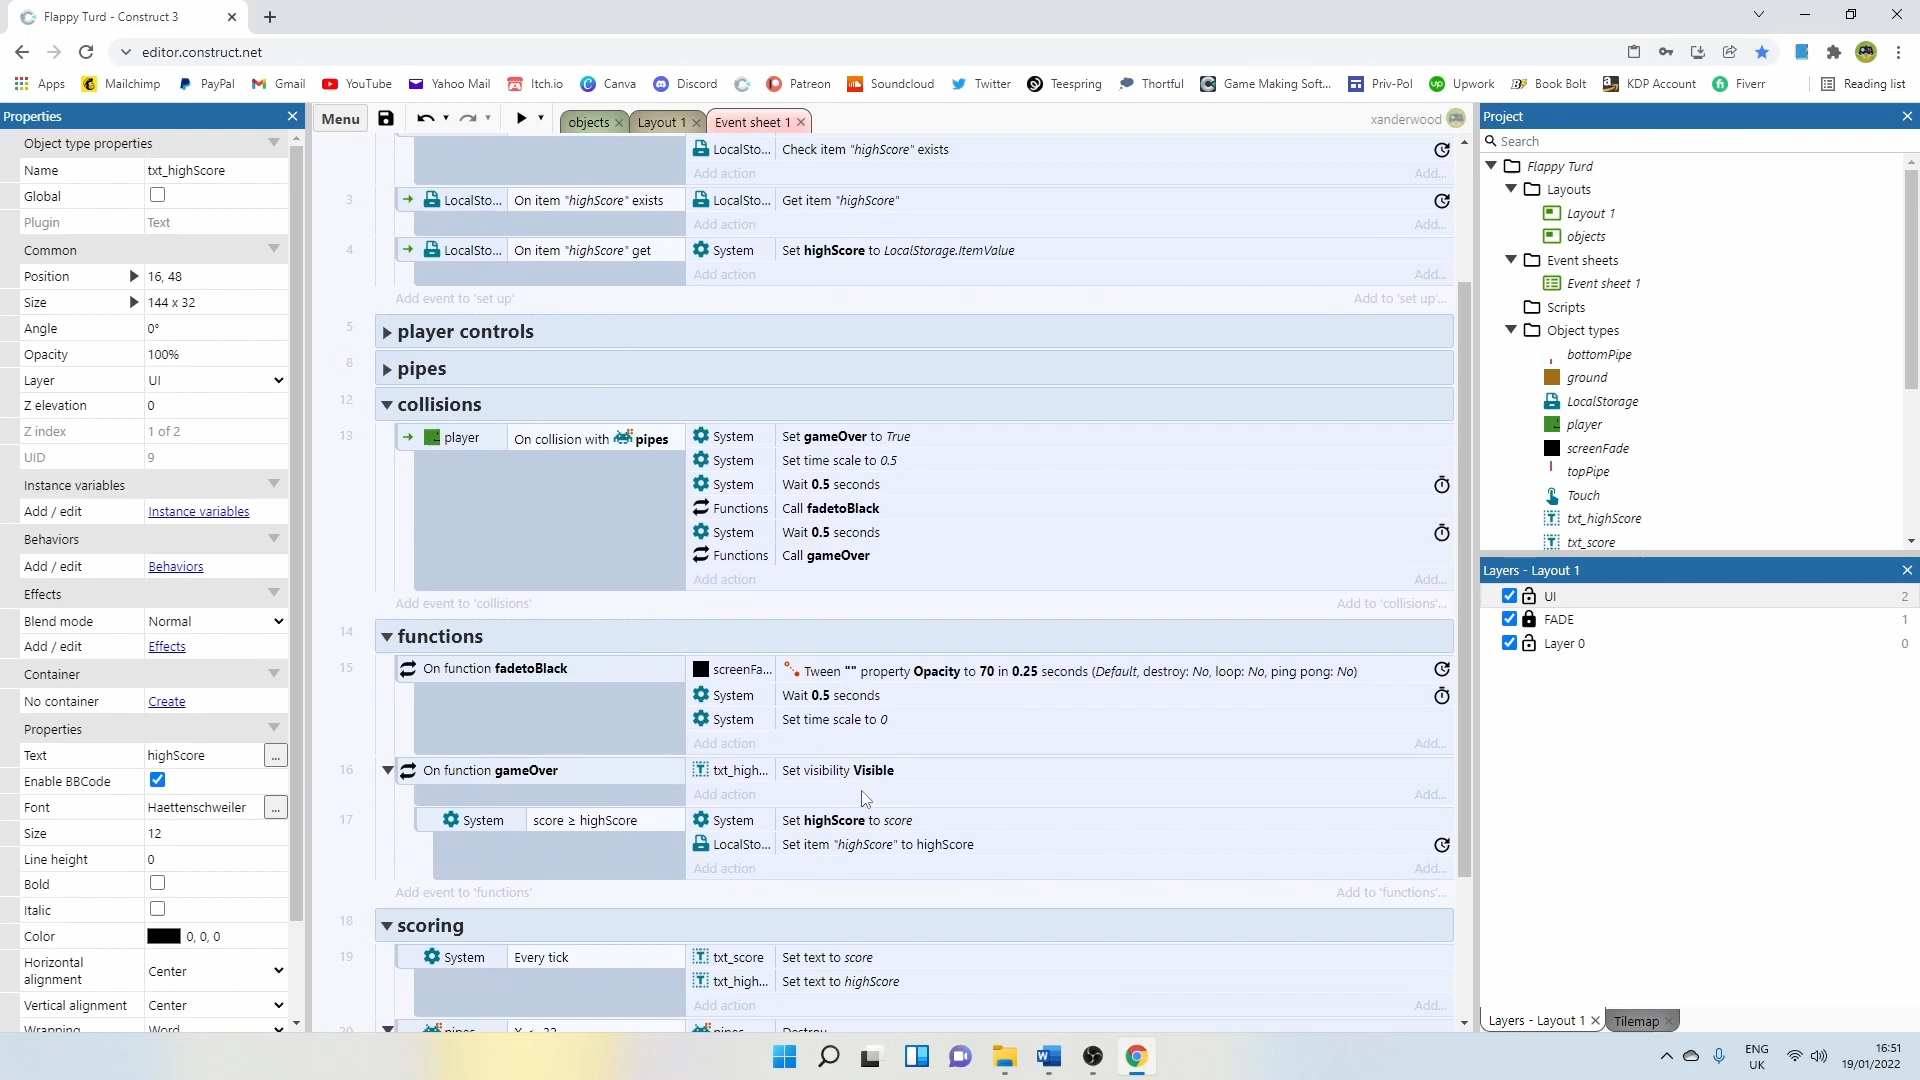 Flappy Turd - Construct 3
editor.construct.net
Apps Mailchimp PayPal Gmail YouTube Yahoo Mail Itch.io Canva Discord Patreon Soundcloud Twitter Teespring Thortful Game Making Soft... Priv-Pol Upwork Book Bolt KDP Account Fiverr Reading list
Properties
Object type properties
Name txt_highScore
Global
Plugin Text
Common
Position 16, 48
Size 144 x 32
Angle 0°
Opacity 100%
Layer UI
Z elevation 0
Z index 1 of 2
UID 9
Instance variables
Add / edit Instance variables
Behaviors
Add / edit Behaviors
Effects
Blend mode Normal
Add / edit Effects
Container
No container Create
Properties
Text highScore ...
Enable BBCode
Font Haettenschweiler ...
Size 12
Line height 0
Bold
Italic
Color 0, 0, 0
Horizontal alignment Center
Vertical alignment Center
Wrapping Word
Menu
objects Layout 1 Event sheet 1
xanderwood
LocalSto... Check item "highScore" exists
Add action Add...
3 LocalSto... On item "highScore" exists LocalSto... Get item "highScore"
Add action Add...
4 LocalSto... On item "highScore" get System Set highScore to LocalStorage.ItemValue
Add action Add...
Add event to 'set up' Add to 'set up'...
5 player controls
8 pipes
12 collisions
13 player On collision with pipes System Set gameOver to True
System Set time scale to 0.5
System Wait 0.5 seconds
Functions Call fadetoBlack
System Wait 0.5 seconds
Functions Call gameOver
Add action Add...
Add event to 'collisions' Add to 'collisions'...
14 functions
15 On function fadetoBlack screenFa... Tween "" property Opacity to 70 in 0.25 seconds (Default, destroy: No, loop: No, ping pong: No)
System Wait 0.5 seconds
System Set time scale to 0
Add action Add...
16 On function gameOver txt_high... Set visibility Visible
Add action Add...
17 System score ≥ highScore System Set highScore to score
LocalSto... Set item "highScore" to highScore
Add action Add...
Add event to 'functions' Add to 'functions'...
18 scoring
19 System Every tick txt_score Set text to score
txt_high... Set text to highScore
Add action Add...
20 pipes X < -32 pipes Destroy
Project
Search
Flappy Turd
Layouts
Layout 1
objects
Event sheets
Event sheet 1
Scripts
Object types
bottomPipe
ground
LocalStorage
player
screenFade
topPipe
Touch
txt_highScore
txt_score
Layers - Layout 1
UI 2
FADE 1
Layer 0 0
Layers - Layout 1 Tilemap
ENG UK
16:51
19/01/2022